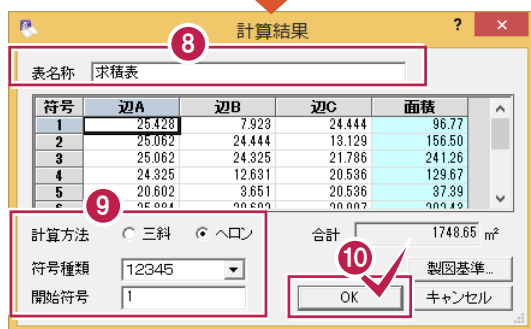 計算結果
? ×
8
表名称 求積表
符号 辺A 辺B 辺C 面積
1 25.428 7.923 24.444 96.77
2 25.062 24.444 13.129 156.50
3 25.062 24.325 21.786 241.26
4 24.325 12.631 20.536 129.67
5 20.602 3.651 20.536 37.39
9
計算方法 三斜 ヘロン 合計 1748.65 m²
10
符号種類 12345 製図基準...
開始符号 1 OK キャンセル